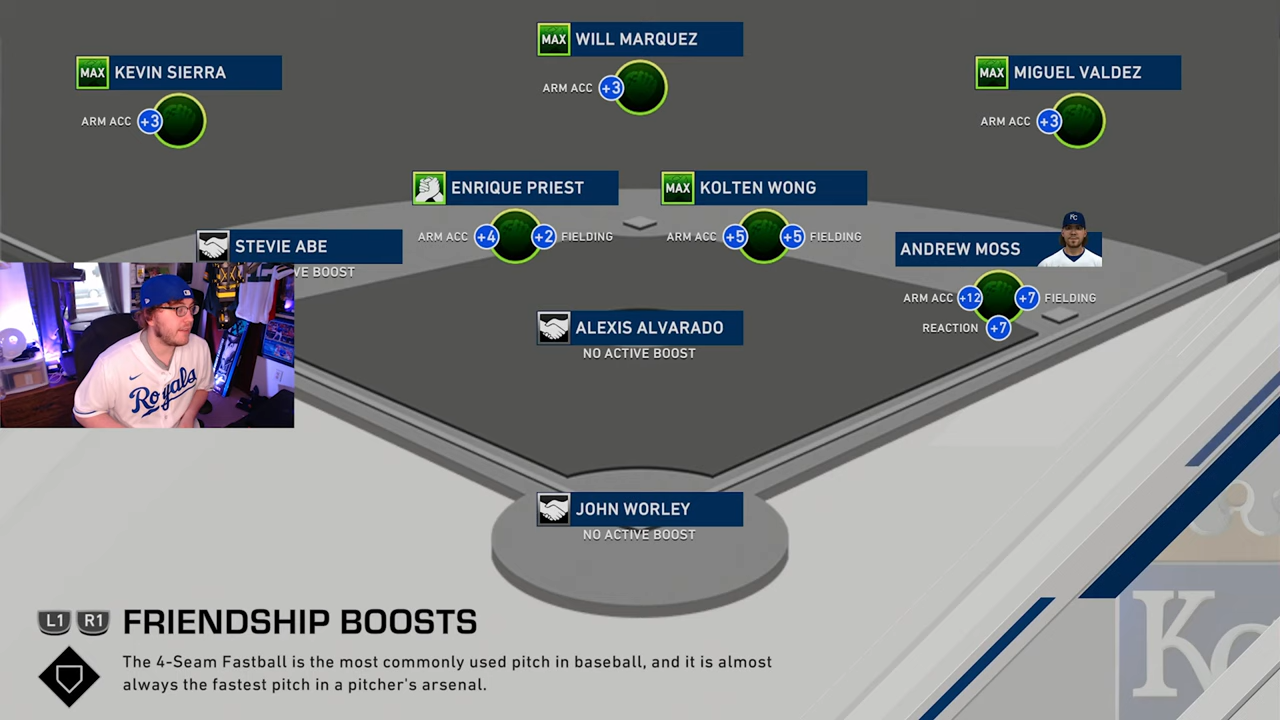 MAX WILL MARQUEZ
ARM ACC +3
MAX KEVIN SIERRA
ARM ACC +3
MAX MIGUEL VALDEZ
ARM ACC +3
ENRIQUE PRIEST
ARM ACC +4 +2 FIELDING
MAX KOLTEN WONG
ARM ACC +5 +5 FIELDING
STEVIE ABE
VE BOOST
ANDREW MOSS
KC
ARM ACC +12 +7 FIELDING
REACTION +7
ALEXIS ALVARADO
NO ACTIVE BOOST
Royals
JOHN WORLEY
NO ACTIVE BOOST
L1 R1 FRIENDSHIP BOOSTS
The 4-Seam Fastball is the most commonly used pitch in baseball, and it is almost
always the fastest pitch in a pitcher's arsenal.
KC